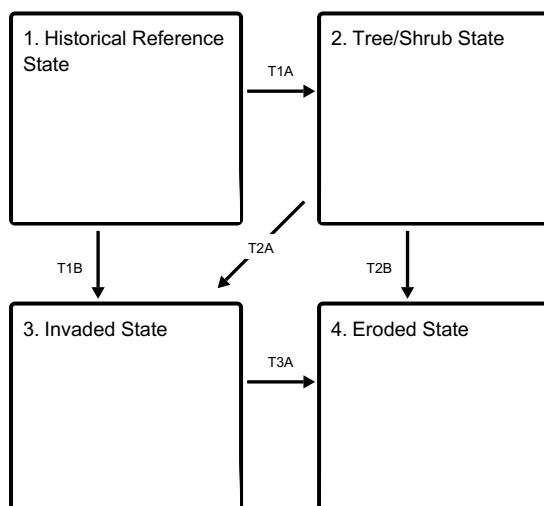 1. Historical Reference
State
2. Tree/Shrub State
T1A
T1B
T2A
T2B
3. Invaded State
4. Eroded State
T3A